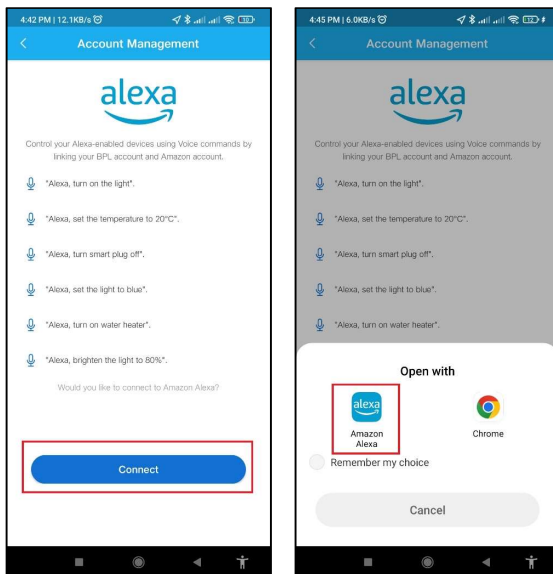 4:42 PM | 12.1KB/s
10
Account Management
alexa
Control your Alexa-enabled devices using Voice commands by
linking your BPL account and Amazon account.
"Alexa, turn on the light".
"Alexa, set the temperature to 20°C".
"Alexa, turn smart plug off".
"Alexa, set the light to blue".
"Alexa, turn on water heater".
"Alexa, brighten the light to 80%".
Would you like to connect to Amazon Alexa?
Connect
4:45 PM | 6.0KB/s
Account Management
alexa
Control your Alexa-enabled devices using Voice commands by
linking your BPL account and Amazon account.
"Alexa, turn on the light".
"Alexa, set the temperature to 20°C".
"Alexa, turn smart plug off".
"Alexa, set the light to blue".
"Alexa, turn on water heater".
Open with
alexa
Amazon
Alexa
Chrome
Remember my choice
Cancel